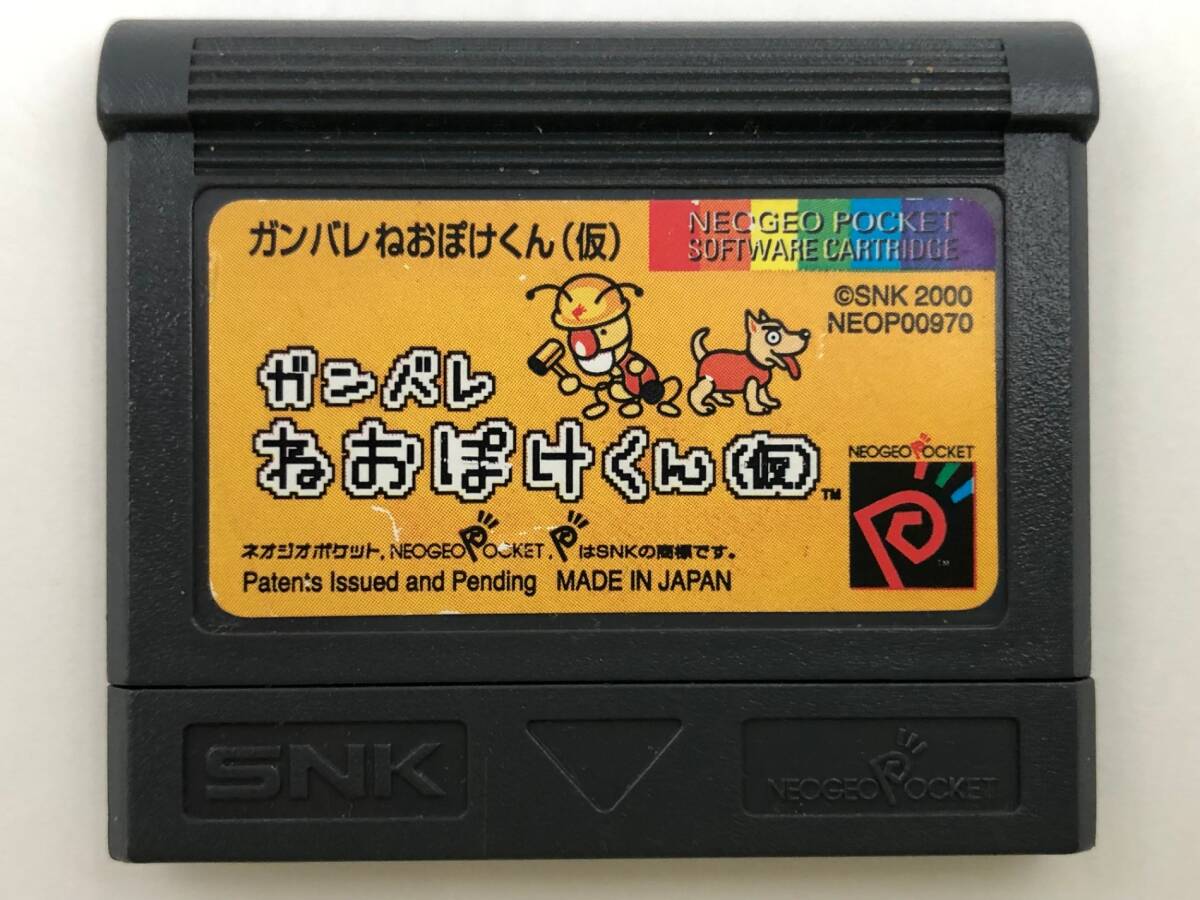 ガンバレねおぽけくん(仮)
NEOGEO POCKET
SOFTWARE CARTRIDGE
©SNK 2000
NEOP00970
ガンバレ
ねおぽけくん(仮)™
NEOGEO POCKET
TM
ネオジオポケット, NEOGEO POCKET, PはSNKの商標です。
Patents Issued and Pending MADE IN JAPAN
SNK
NEOGEO POCKET